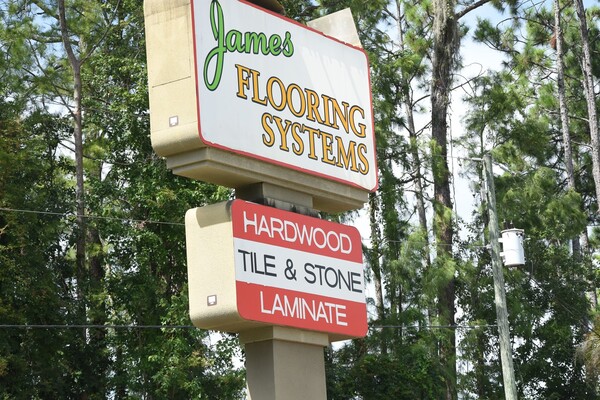 James
FLOORING
SYSTEMS
HARDWOOD
TILE & STONE
LAMINATE